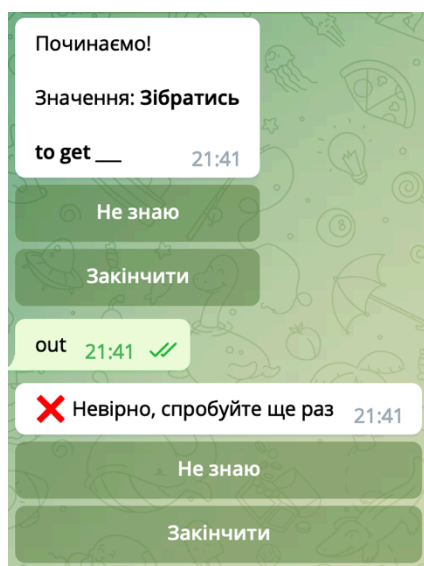 Починаємо!
Значення: Зібратись
to get __ 21:41
Не знаю
Закінчити
out 21:41
❌ Невірно, спробуйте ще раз 21:41
Не знаю
Закінчити